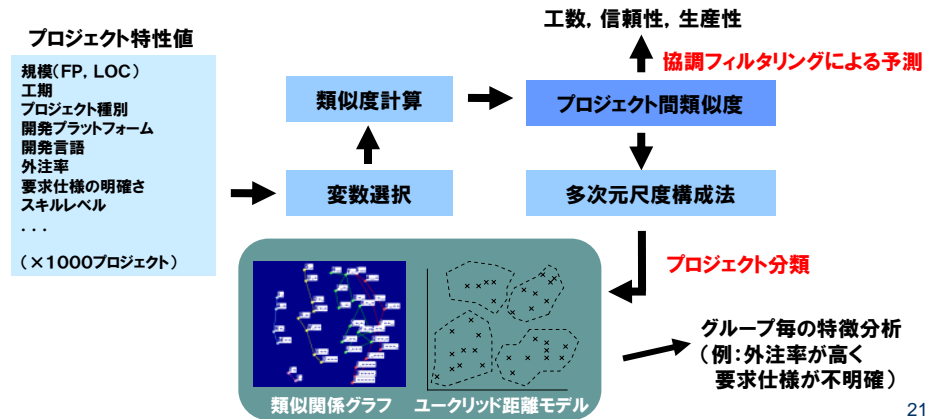 プロジェクト特性値
規模(FP, LOC)
工期
プロジェクト種別
開発プラットフォーム
開発言語
外注率
要求仕様の明確さ
スキルレベル
・・・
(×1000プロジェクト)
変数選択
類似度計算
プロジェクト間類似度
工数, 信頼性, 生産性
協調フィルタリングによる予測
多次元尺度構成法
プロジェクト分類
類似関係グラフ
ユークリッド距離モデル
グループ毎の特徴分析
(例:外注率が高く
要求仕様が不明確)
21